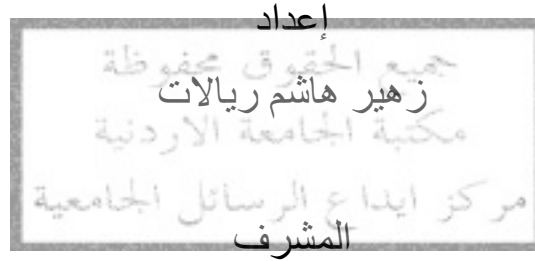 إعداد
جميع الحقوق محفوظة
زهير هاشم ريالات
مكتبة الجامعة الاردنية
مركز ايداع الرسائل الجامعية
المشرف